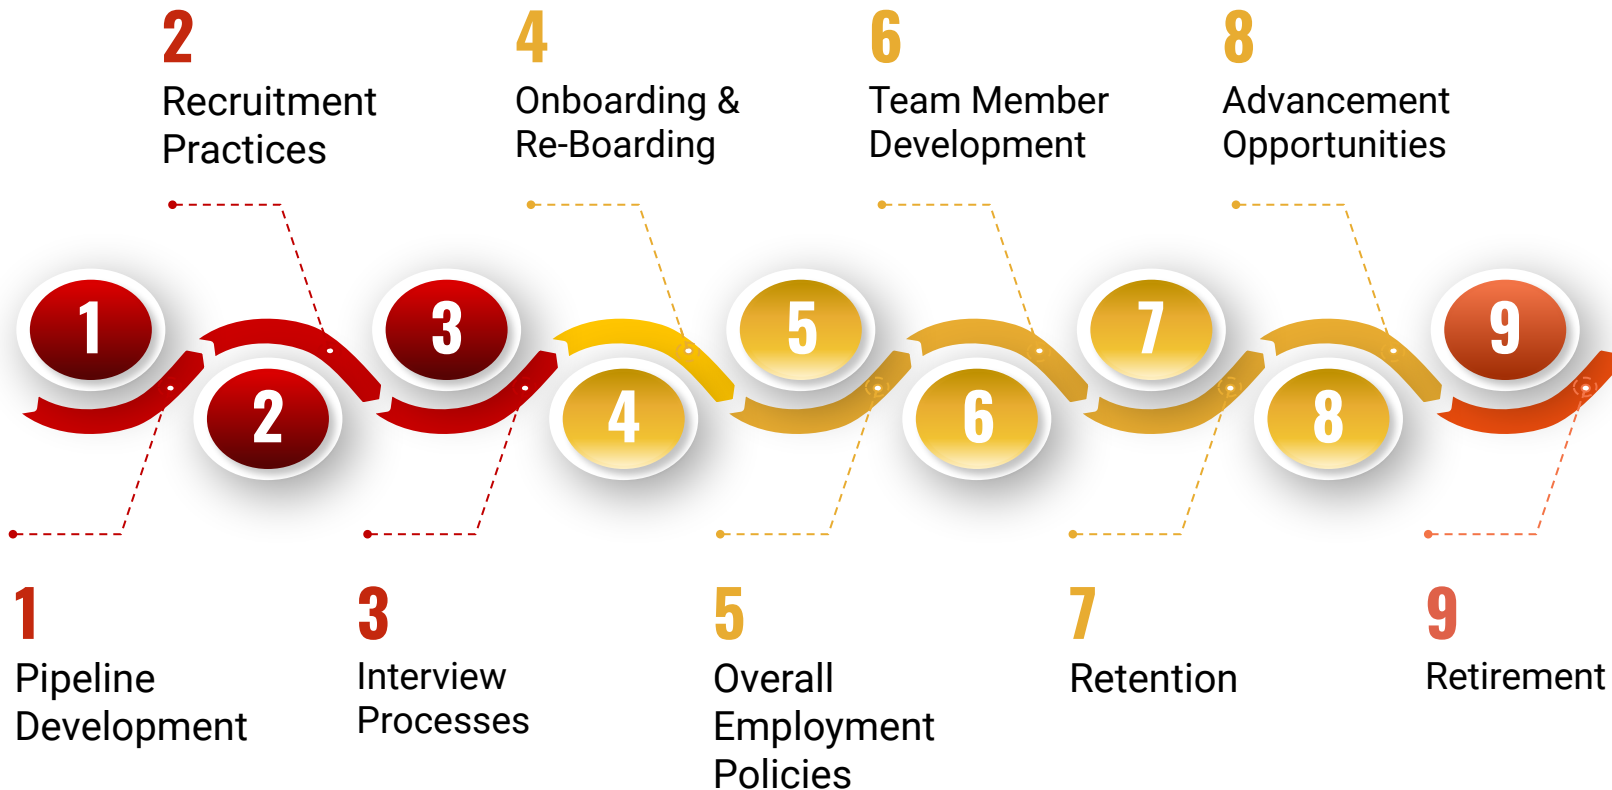 2
Recruitment
Practices
4
Onboarding &
Re-Boarding
6
Team Member
Development
8
Advancement
Opportunities
1
2
3
4
5
6
7
8
9
1
Pipeline
Development
3
Interview
Processes
5
Overall
Employment
Policies
7
Retention
9
Retirement